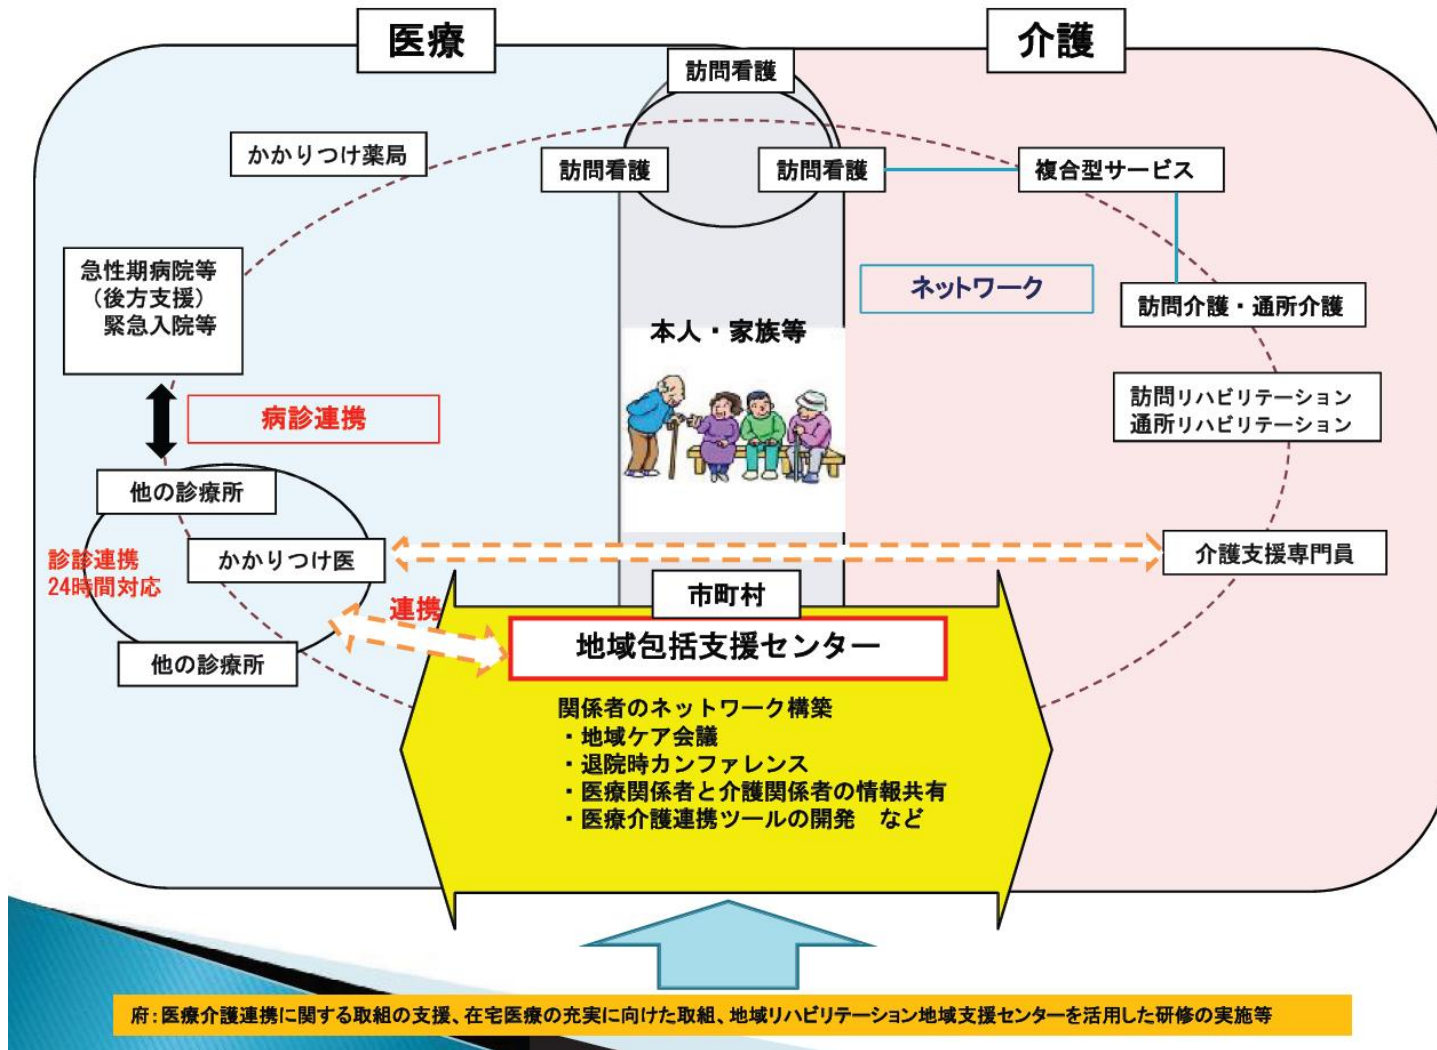 医療
介護
訪問看護
かかりつけ薬局
訪問看護
訪問看護
複合型サービス
急性期病院等
（後方支援）
緊急入院等
ネットワーク
訪問介護・通所介護
本人・家族等
病診連携
訪問リハビリテーション
通所リハビリテーション
他の診療所
診診連携
24時間対応
かかりつけ医
介護支援専門員
連携
市町村
地域包括支援センター
他の診療所
関係者のネットワーク構築
・地域ケア会議
・退院時カンファレンス
・医療関係者と介護関係者の情報共有
・医療介護連携ツールの開発　など
府：医療介護連携に関する取組の支援、在宅医療の充実に向けた取組、地域リハビリテーション地域支援センターを活用した研修の実施等